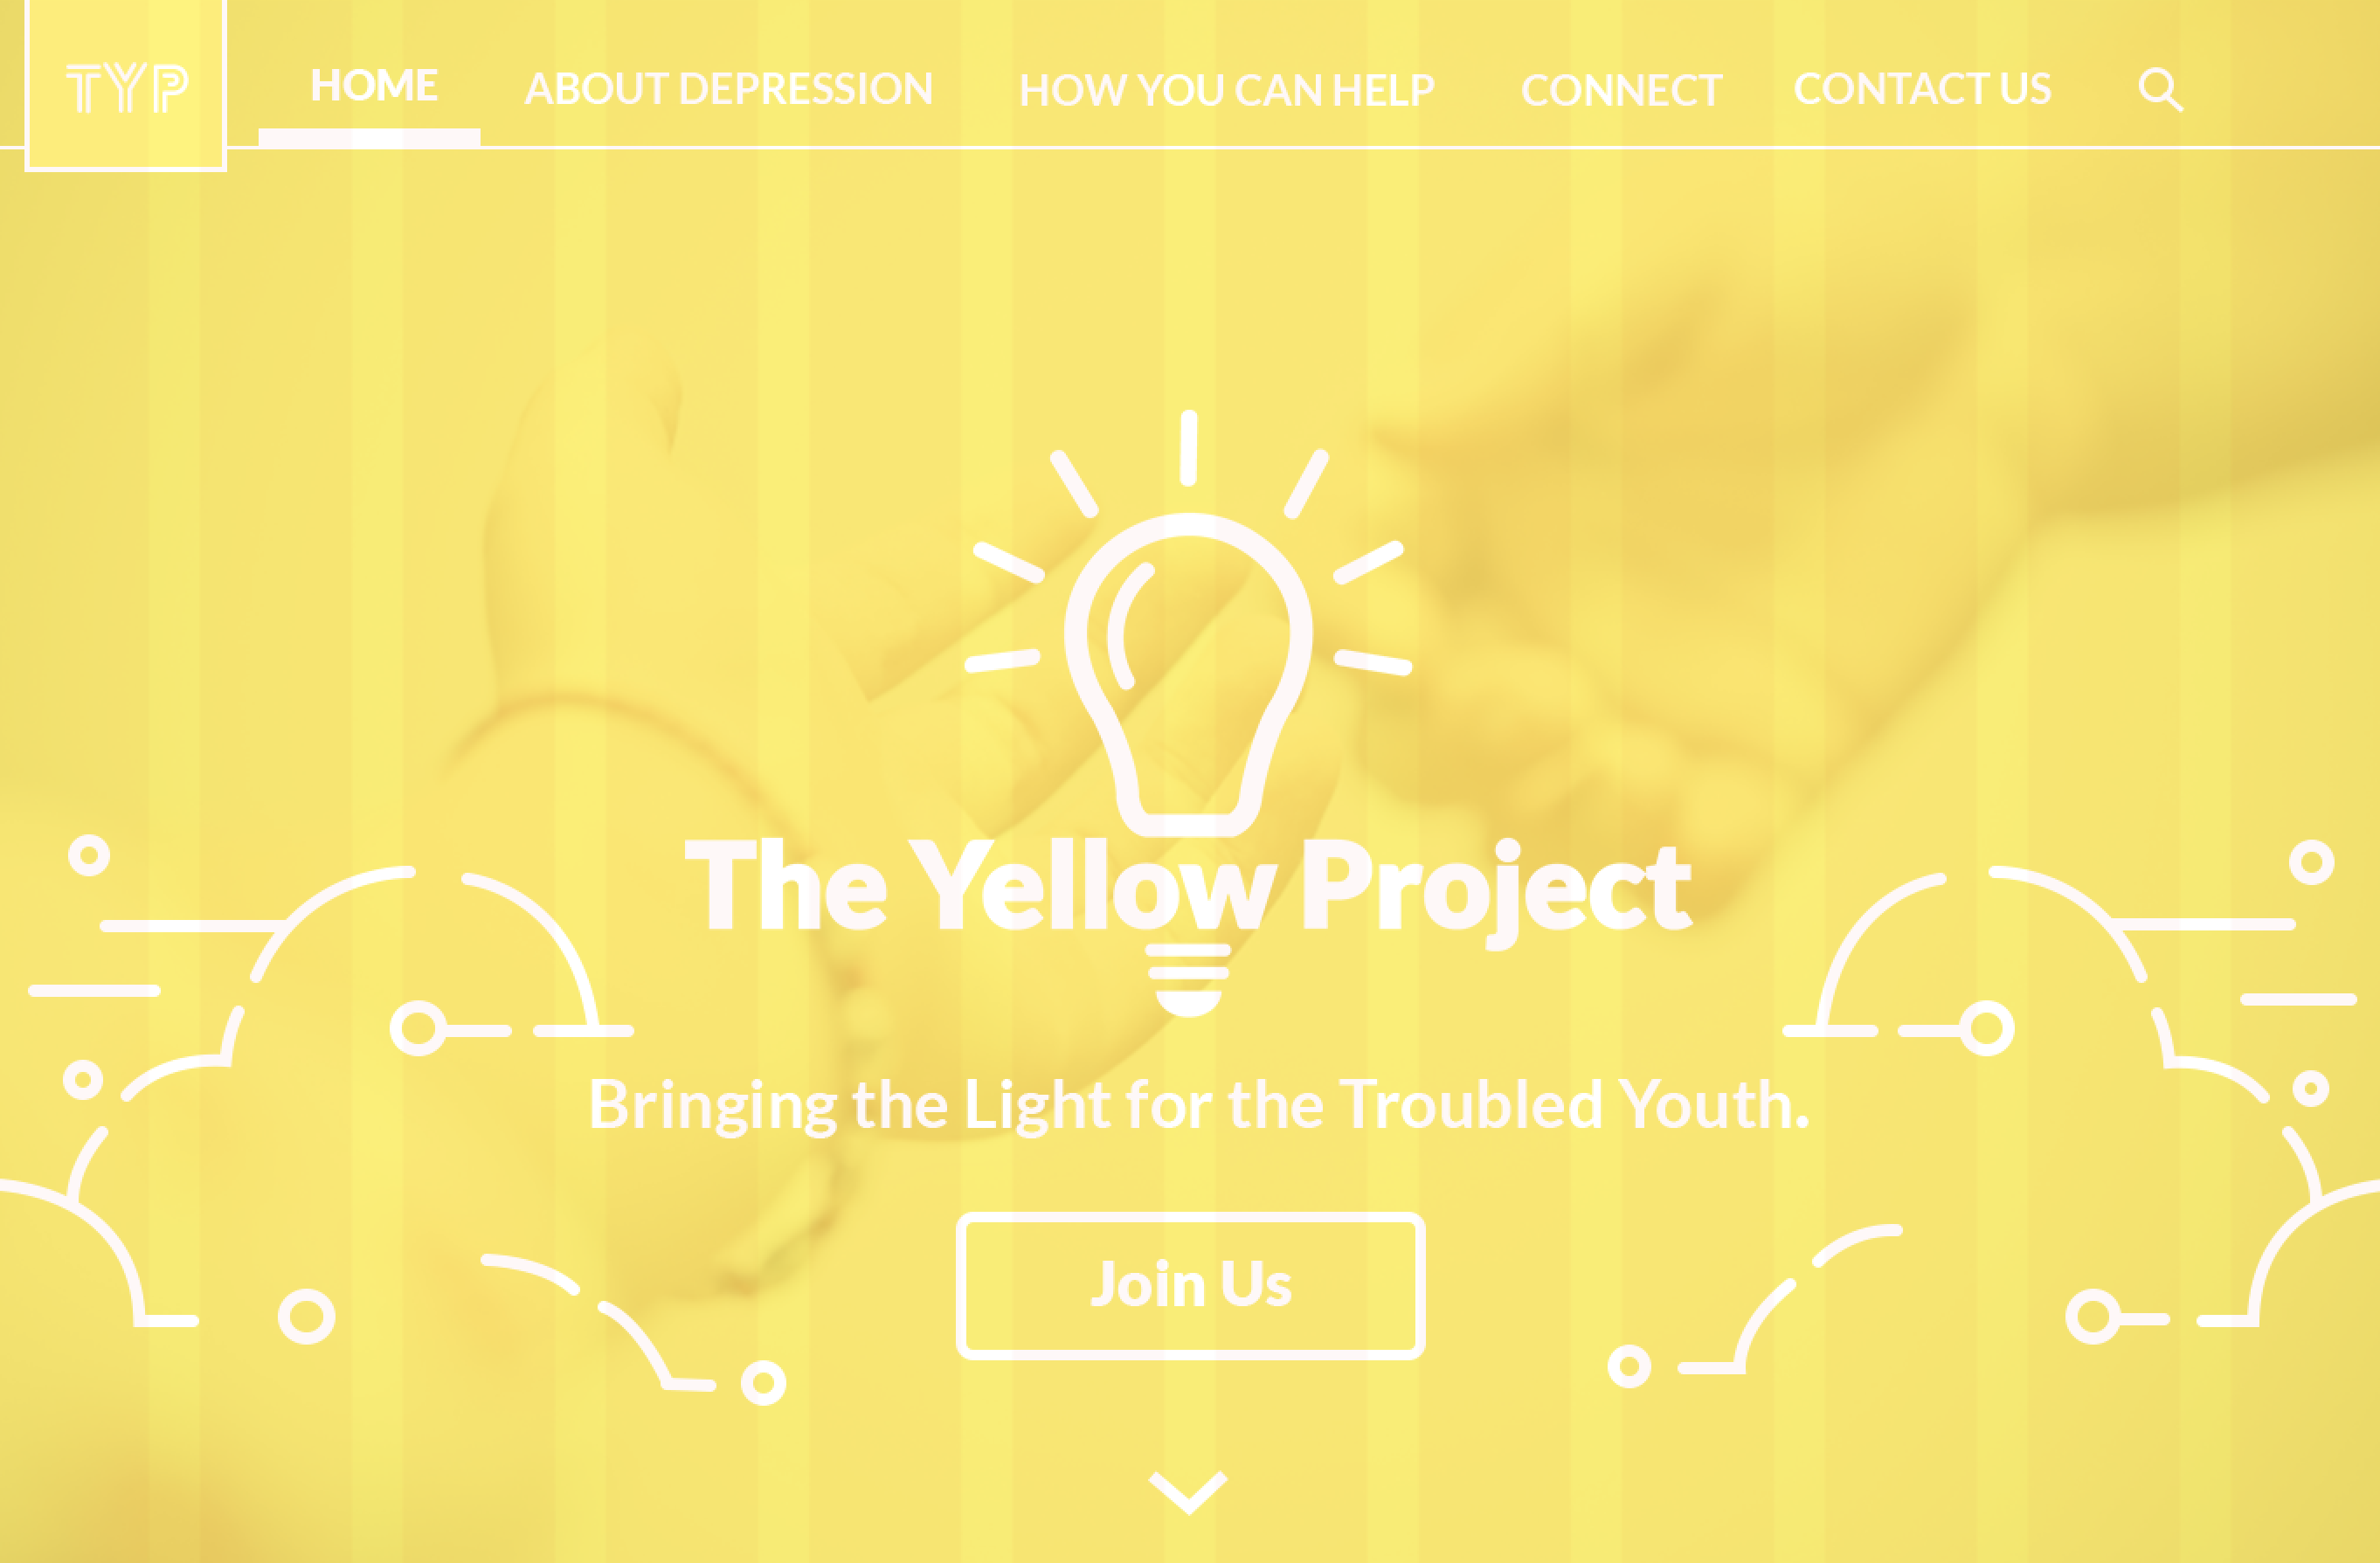 TYP
HOME ABOUT DEPRESSION HOW YOU CAN HELP CONNECT CONTACT US
The Yellow Project
Bringing the Light for the Troubled Youth.
Join Us